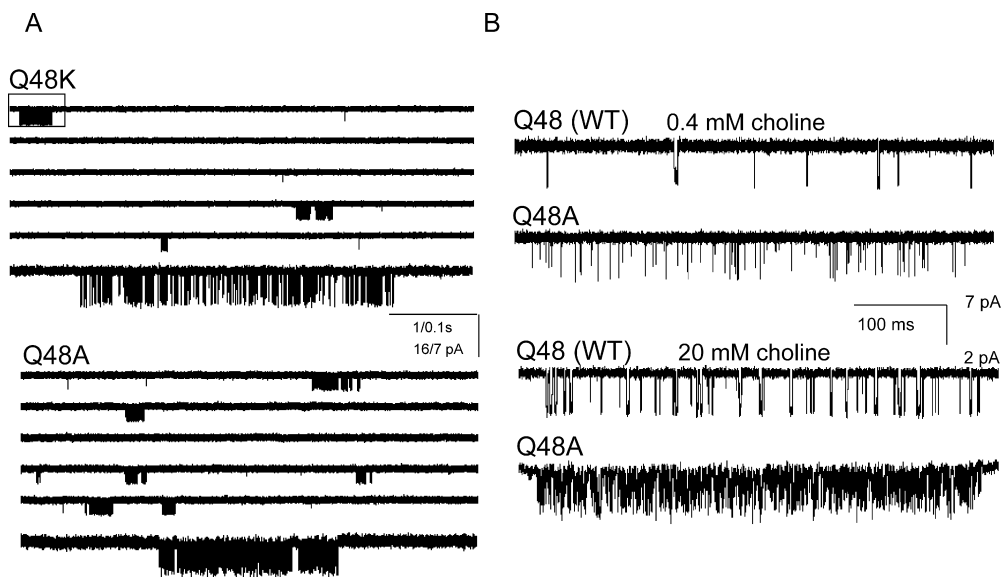 A
Q48K
1/0.1s
16/7 pA
Q48A
B
Q48 (WT) 0.4 mM choline
Q48A
7 pA
100 ms
Q48 (WT) 20 mM choline
2 pA
Q48A